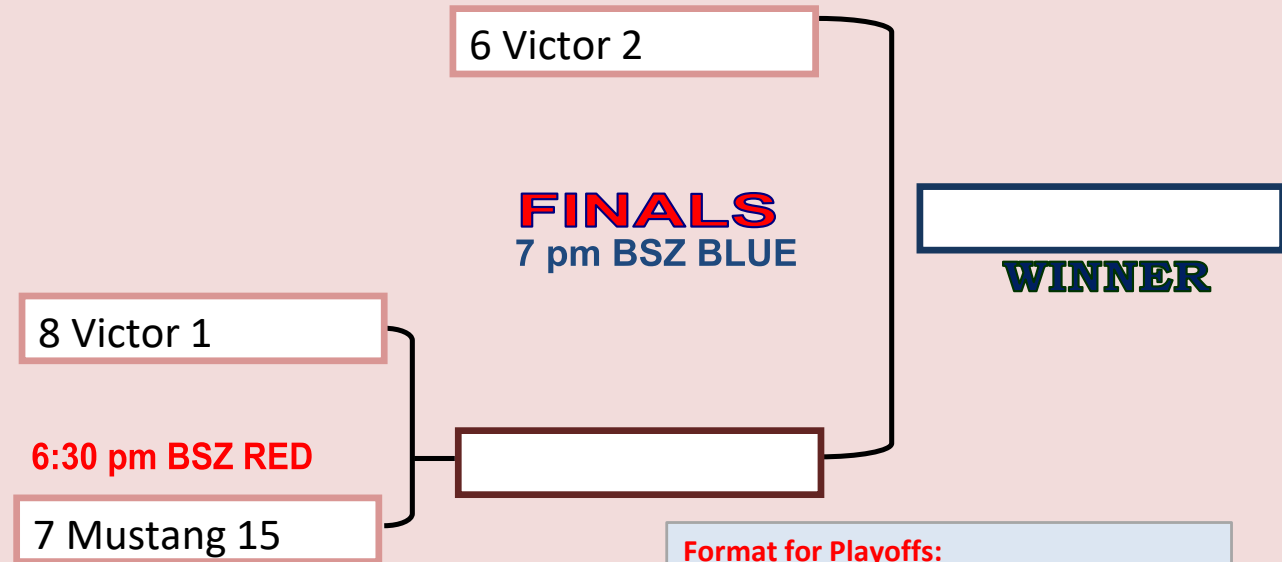 6 Victor 2
FINALS
7 pm BSZ BLUE
WINNER
8 Victor 1
6:30 pm BSZ RED
7 Mustang 15
Format for Playoffs: